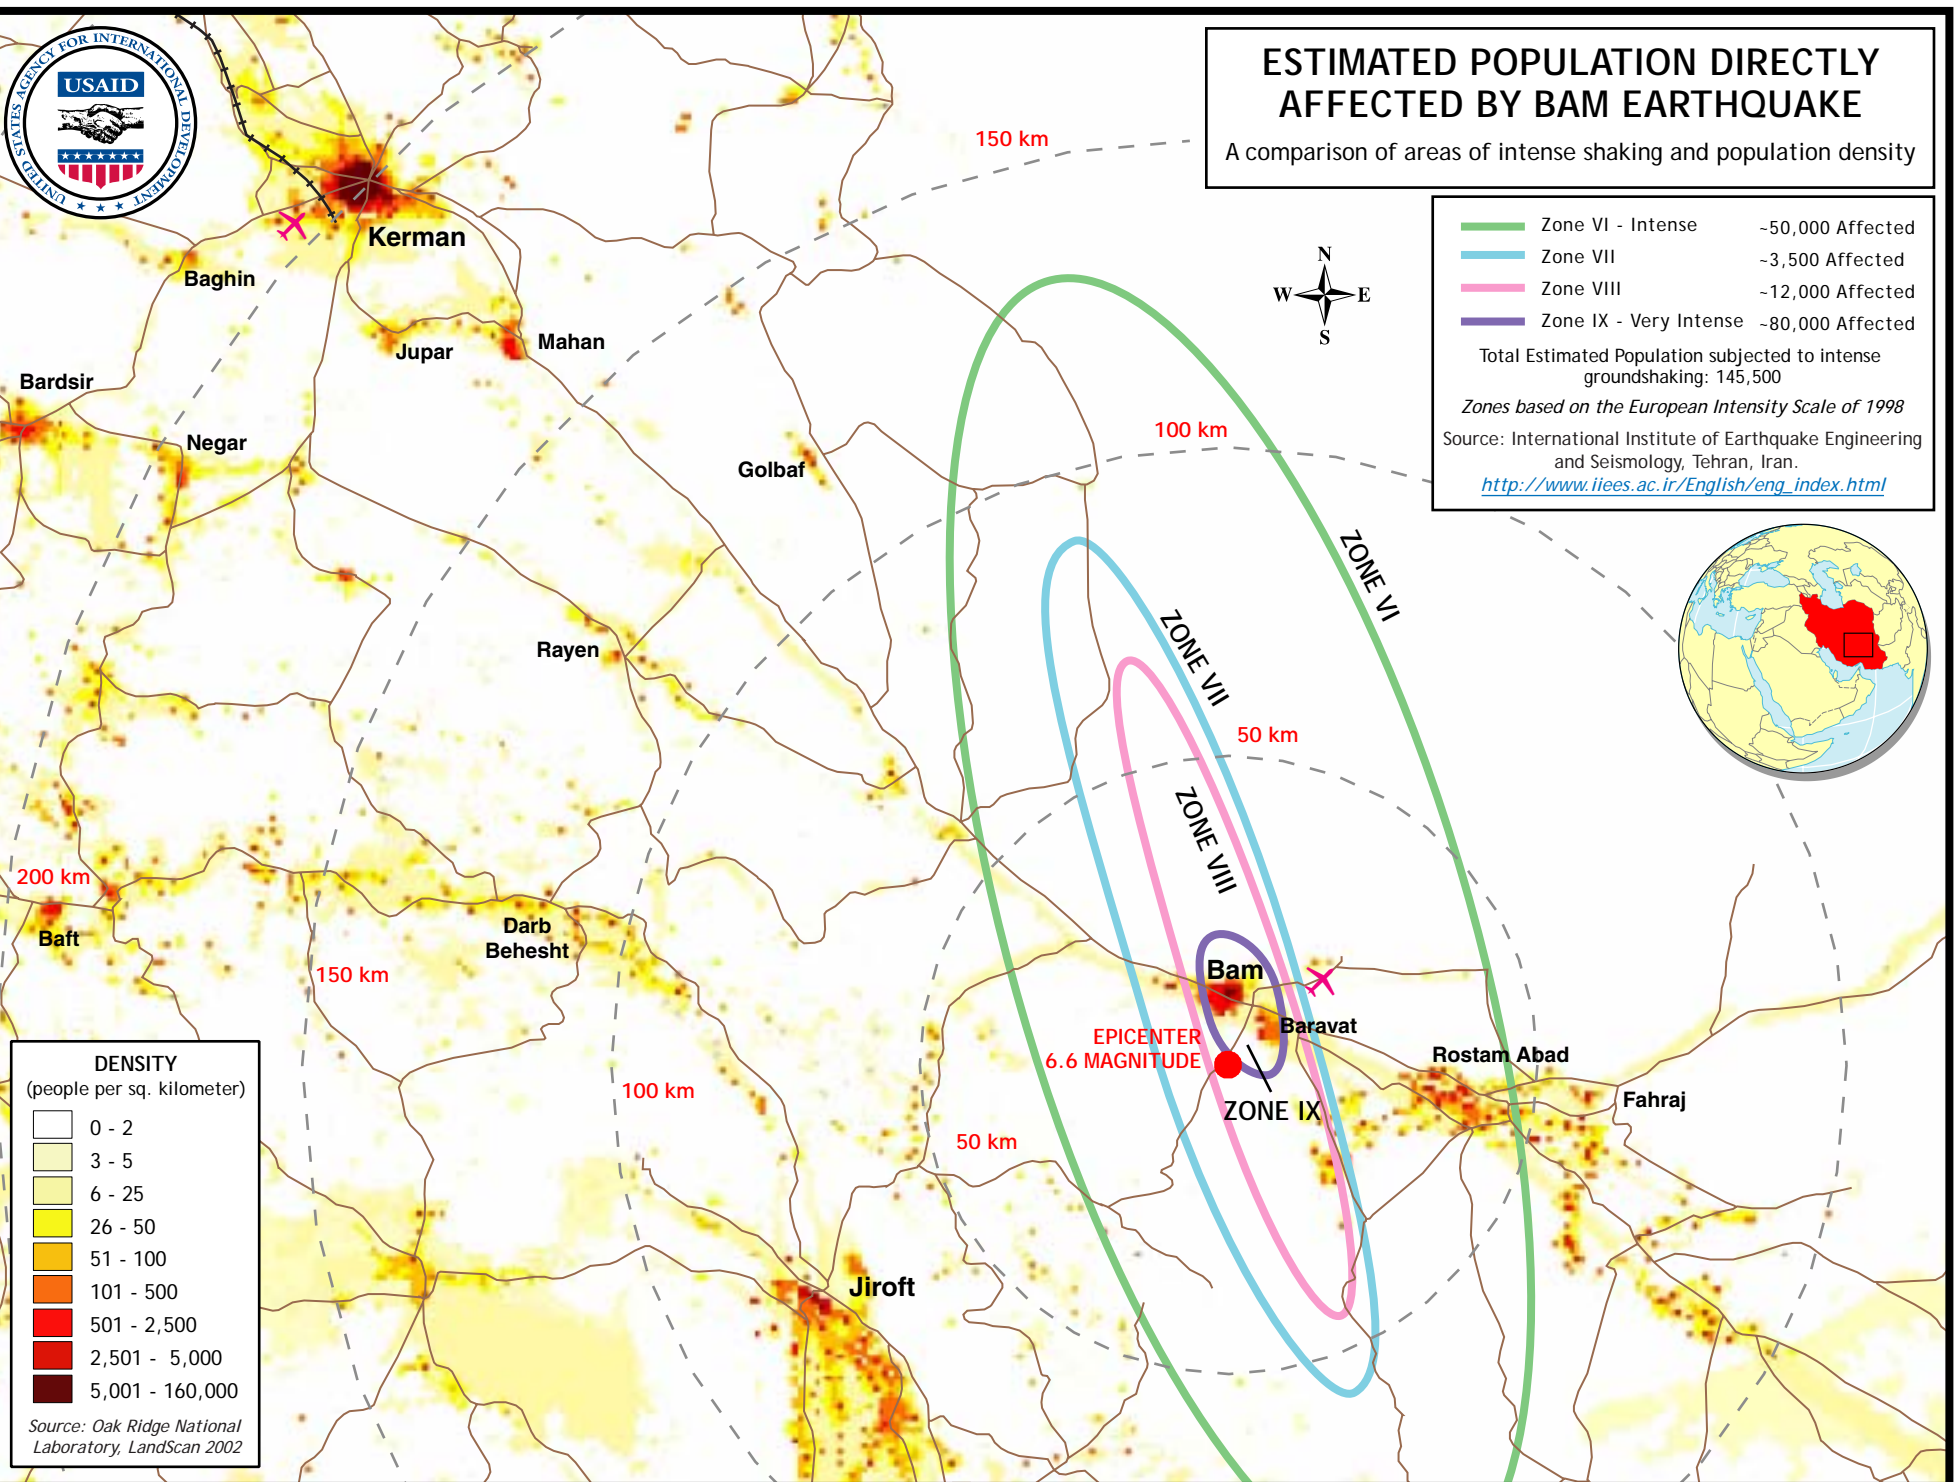 UNITED STATES AGENCY FOR INTERNATIONAL DEVELOPMENT
USAID
ESTIMATED POPULATION DIRECTLY
AFFECTED BY BAM EARTHQUAKE
A comparison of areas of intense shaking and population density
Zone VI - Intense ~50,000 Affected
Zone VII ~3,500 Affected
Zone VIII ~12,000 Affected
Zone IX - Very Intense ~80,000 Affected
Total Estimated Population subjected to intense
groundshaking: 145,500
Zones based on the European Intensity Scale of 1998
Source: International Institute of Earthquake Engineering
and Seismology, Tehran, Iran.
http://www.iiees.ac.ir/English/eng_index.html
N
W E
S
150 km
Kerman
Baghin
Jupar
Mahan
Bardsir
Negar
Golbaf
100 km
ZONE VI
Rayen
ZONE VII
50 km
ZONE VIII
200 km
Baft
Darb
Behesht
150 km
Bam
Baravat
EPICENTER
6.6 MAGNITUDE
Rostam Abad
Fahraj
ZONE IX
100 km
50 km
Jiroft
DENSITY
(people per sq. kilometer)
0 - 2
3 - 5
6 - 25
26 - 50
51 - 100
101 - 500
501 - 2,500
2,501 - 5,000
5,001 - 160,000
Source: Oak Ridge National
Laboratory, LandScan 2002